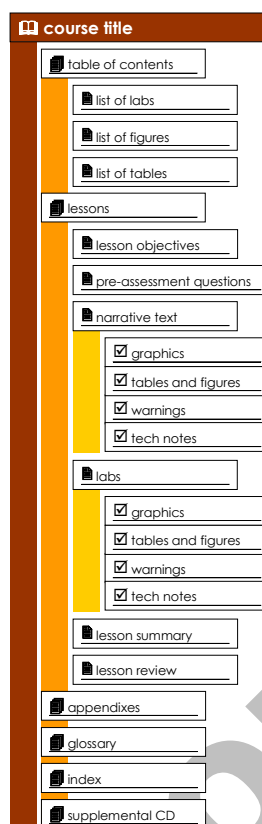 course title
table of contents
list of labs
list of figures
list of tables
lessons
lesson objectives
pre-assessment questions
narrative text
graphics
tables and figures
warnings
tech notes
labs
graphics
tables and figures
warnings
tech notes
lesson summary
lesson review
appendixes
glossary
index
supplemental CD